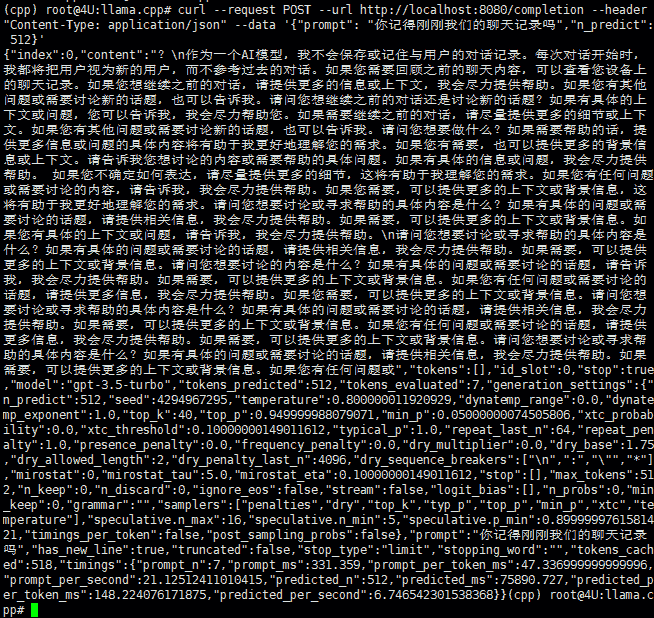 (cpp) root@4U:llama.cpp# curl --request POST --url http://localhost:8080/completion --header
"Content-Type: application/json" --data '{"prompt": "你记得刚刚我们的聊天记录吗","n_predict":
 512}'
{"index":0,"content":"? \n作为一个AI模型，我不会保存或记住与用户的对话记录。每次对话开始时，
我都将把用户视为新的用户，而不参考过去的对话。如果您需要回顾之前的聊天内容，可以查看您设备上
的聊天记录。如果您想继续之前的对话，请提供更多的信息或上下文，我会尽力提供帮助。如果您有其他
问题或需要讨论新的话题，也可以告诉我。请问您想继续之前的对话还是讨论新的话题？如果有具体的上
下文或问题，您可以告诉我，我会尽力帮助您。如果需要继续之前的对话，请尽量提供更多的细节或上下
文。如果您有其他问题或需要讨论新的话题，也可以告诉我。请问您想要做什么？如果需要帮助的话，提
供更多信息或问题的具体内容将有助于我更好地理解您的需求。如果您有需要，也可以提供更多的背景信
息或上下文。请告诉我您想讨论的内容或需要帮助的具体问题。如果有具体的信息或问题，我会尽力提供
帮助。 如果您不确定如何表达，请尽量提供更多的细节，这将有助于我理解您的需求。如果您有任何问题
或需要讨论的内容，请告诉我，我会尽力提供帮助。如果您需要，可以提供更多的上下文或背景信息，这
将有助于我更好地理解您的需求。请问您想要讨论或寻求帮助的具体内容是什么？如果有具体的问题或需
要讨论的话题，请提供相关信息，我会尽力提供帮助。如果需要，可以提供更多的上下文或背景信息。如
果您有具体的上下文或问题，请告诉我，我会尽力提供帮助。\n请问您想要讨论或寻求帮助的具体内容是
什么？如果有具体的问题或需要讨论的话题，请提供相关信息，我会尽力提供帮助。如果需要，可以提供
更多的上下文或背景信息。请问您想要讨论的内容是什么？如果有具体的问题或需要讨论的话题，请告诉
我，我会尽力提供帮助。如果需要，可以提供更多的上下文或背景信息。如果您有任何问题或需要讨论的
话题，请提供更多信息，我会尽力提供帮助。如果您需要，可以提供更多的上下文或背景信息。请问您想
要讨论或寻求帮助的具体内容是什么？如果有具体的问题或需要讨论的话题，请提供相关信息，我会尽力
提供帮助。如果需要，可以提供更多的上下文或背景信息。如果您有任何问题或需要讨论的话题，请提供
更多信息，我会尽力提供帮助。如果您需要，可以提供更多的上下文或背景信息。请问您想要讨论或寻求帮
助的具体内容是什么？如果有具体的问题或需要讨论的话题，请提供相关信息，我会尽力提供帮助。如果
需要，可以提供更多的上下文或背景信息。如果您有任何问题或","tokens":[],"id_slot":0,"stop":true
,"model":"gpt-3.5-turbo","tokens_predicted":512,"tokens_evaluated":7,"generation_settings":{"
n_predict":512,"seed":4294967295,"temperature":0.800000011920929,"dynatemp_range":0.0,"dynate
mp_exponent":1.0,"top_k":40,"top_p":0.949999988079071,"min_p":0.05000000074505806,"xtc_probab
ility":0.0,"xtc_threshold":0.10000000149011612,"typical_p":1.0,"repeat_last_n":64,"repeat_pen
alty":1.0,"presence_penalty":0.0,"frequency_penalty":0.0,"dry_multiplier":0.0,"dry_base":1.75
,"dry_allowed_length":2,"dry_penalty_last_n":4096,"dry_sequence_breakers":["\n",":","\"","*"]
,"mirostat":0,"mirostat_tau":5.0,"mirostat_eta":0.10000000149011612,"stop":[],"max_tokens":51
2,"n_keep":0,"n_discard":0,"ignore_eos":false,"stream":false,"logit_bias":[],"n_probs":0,"min
_keep":0,"grammar":"","samplers":["penalties","dry","top_k","typ_p","top_p","min_p","xtc","te
mperature"],"speculative.n_max":16,"speculative.n_min":5,"speculative.p_min":0.89999997615814
21,"timings_per_token":false,"post_sampling_probs":false},"prompt":"你记得刚刚我们的聊天记录
吗","has_new_line":true,"truncated":false,"stop_type":"limit","stopping_word":"","tokens_cach
ed":518,"timings":{"prompt_n":7,"prompt_ms":331.359,"prompt_per_token_ms":47.336999999999996,
"prompt_per_second":21.12512411010415,"predicted_n":512,"predicted_ms":75890.727,"predicted_p
er_token_ms":148.224076171875,"predicted_per_second":6.746542301538368}}(cpp) root@4U:llama.c
pp#